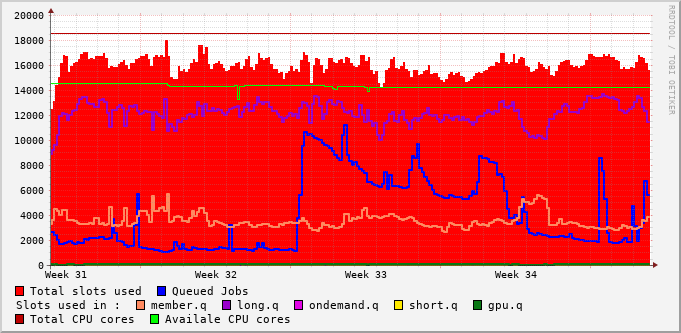 20000
18000
16000
14000
12000
10000
8000
6000
4000
2000
0
Week 31 Week 32 Week 33 Week 34
RRDTOOL / TOBI OETIKER
Total slots used Queued Jobs
Slots used in : member.q long.q ondemand.q short.q gpu.q
Total CPU cores Availale CPU cores